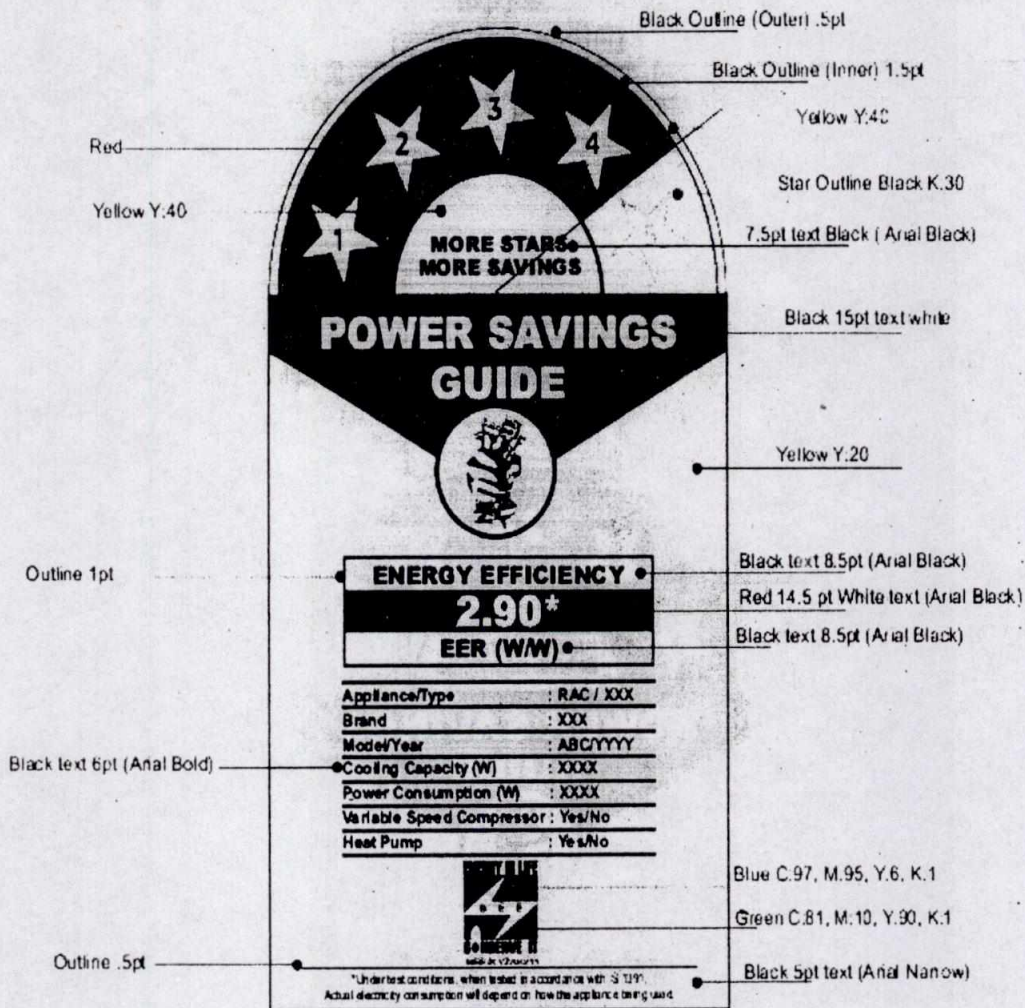 Black Outline (Outer) .5pt
Black Outline (Inner) 1.5pt
Yellow Y:40
Red
Star Outline Black K.30
Yellow Y:40
7.5pt text Black ( Arial Black)
1
2
3
4
MORE STARS
MORE SAVINGS
Black 15pt text white
POWER SAVINGS
GUIDE
Yellow Y:20
Outline 1pt
ENERGY EFFICIENCY
Black text 8.5pt (Arial Black)
2.90*
Red 14.5 pt White text (Arial Black)
EER (W/W)
Black text 8.5pt (Arial Black)
Appliance/Type : RAC / XXX
Brand : XXX
Model/Year : ABC/YYYY
Black text 6pt (Arial Bold)
Cooling Capacity (W) : XXXX
Power Consumption (W) : XXXX
Variable Speed Compressor : Yes/No
Heat Pump : Yes/No
ENERGY IS LIFE
BEE
CONSERVE IT
Blue C.97, M.95, Y.6, K.1
Green C.81, M:10, Y.90, K.1
Outline .5pt
*Under test conditions, when tested in accordance with
Actual electricity consumption will depend on how the appliance being used
Black 5pt text (Arial Narrow)